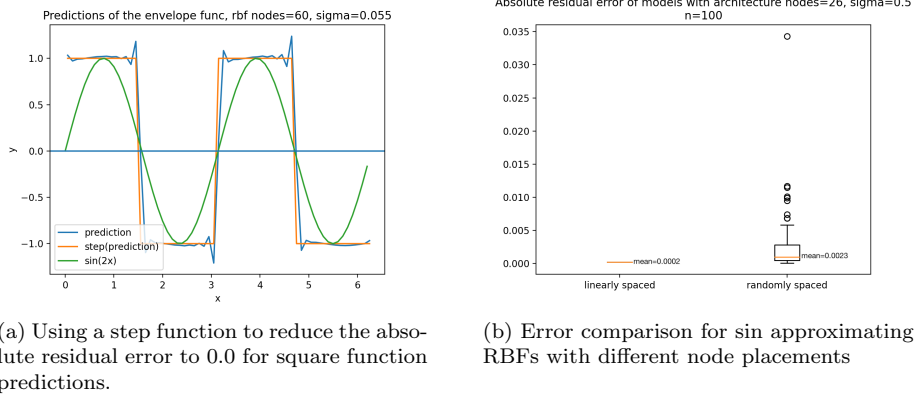 Predictions of the envelope func, rbf nodes=60, sigma=0.055
1.0
0.5
0.0
−0.5
−1.0
y
0
1
2
3
4
5
6
x
prediction
step(prediction)
sin(2x)
(a) Using a step function to reduce the abso-
lute residual error to 0.0 for square function
predictions.
Absolute residual error of models with architecture nodes=26, sigma=0.5
n=100
0.035
0.030
0.025
0.020
0.015
0.010
0.005
0.000
mean=0.0002
mean=0.0023
linearly spaced
randomly spaced
(b) Error comparison for sin approximating
RBFs with different node placements